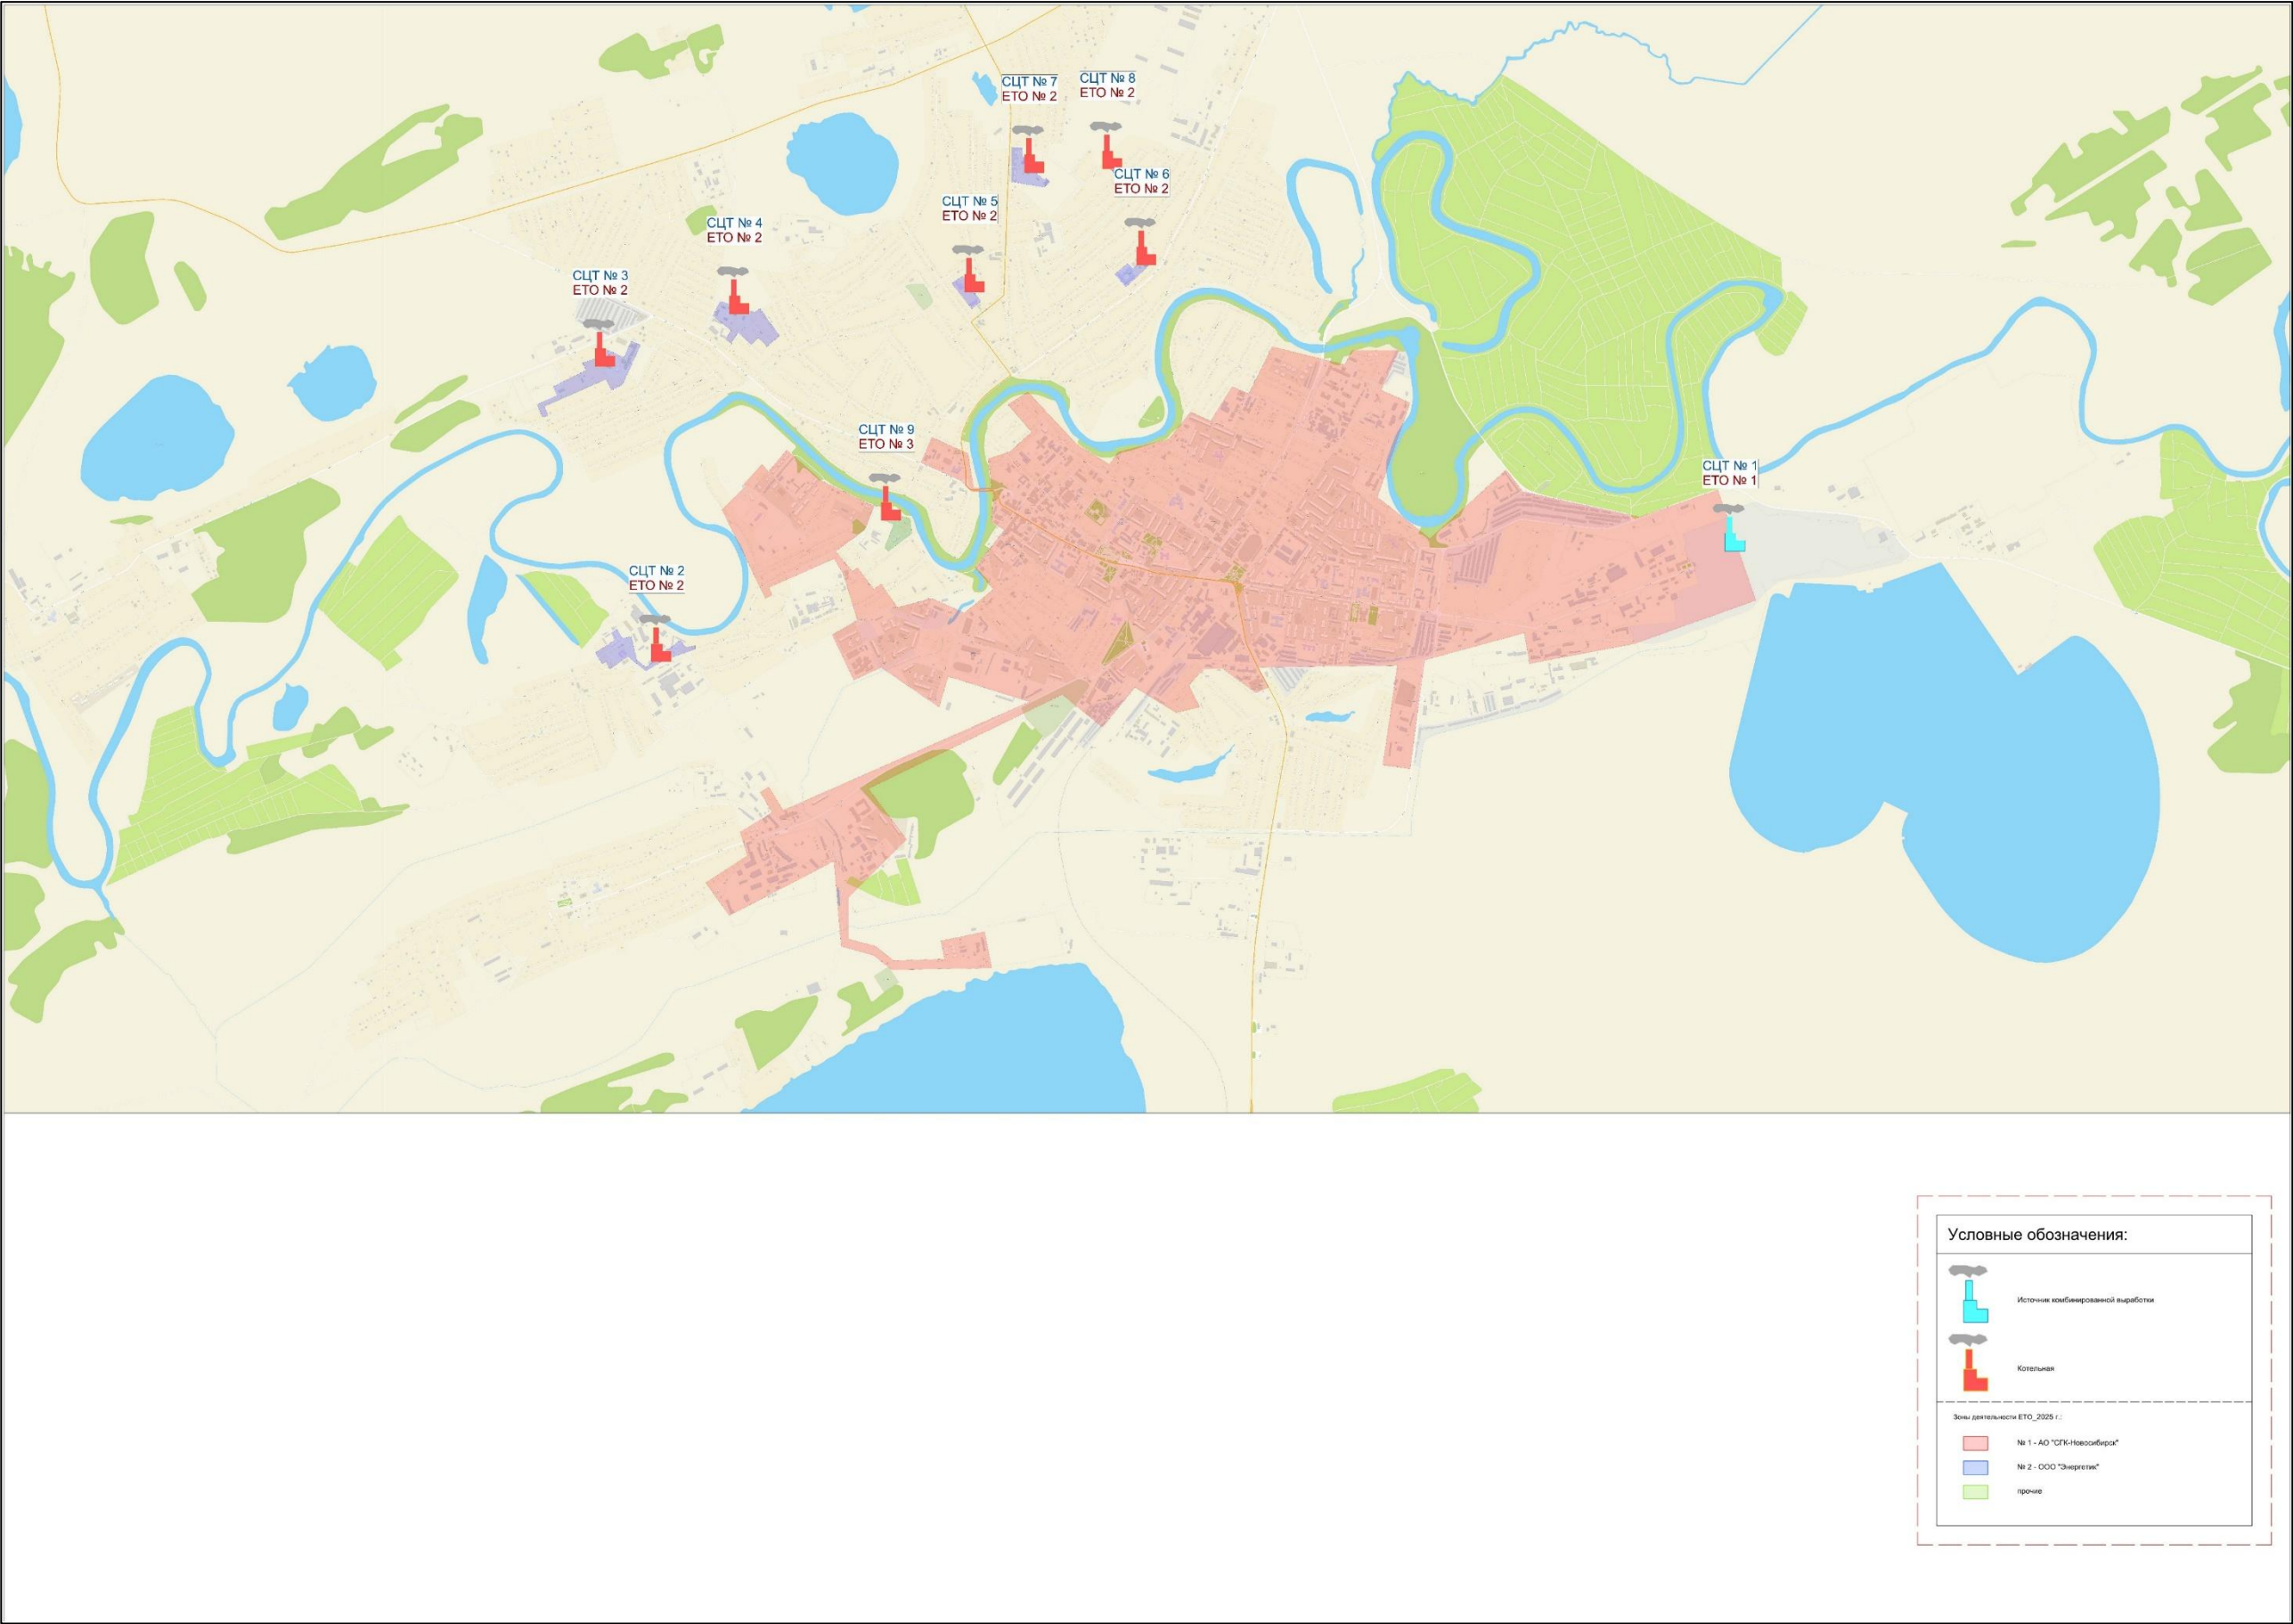 СЦТ № 7
ЕТО № 2
СЦТ № 8
ЕТО № 2
СЦТ № 6
ЕТО № 2
СЦТ № 5
ЕТО № 2
СЦТ № 4
ЕТО № 2
СЦТ № 3
ЕТО № 2
СЦТ № 9
ЕТО № 3
СЦТ № 1
ЕТО № 1
СЦТ № 2
ЕТО № 2
Условные обозначения:
Источник комбинированной выработки
Котельная
Зоны деятельности ЕТО_2025 г.:
№ 1 - АО "СГК-Новосибирск"
№ 2 - ООО "Энергетик"
прочие